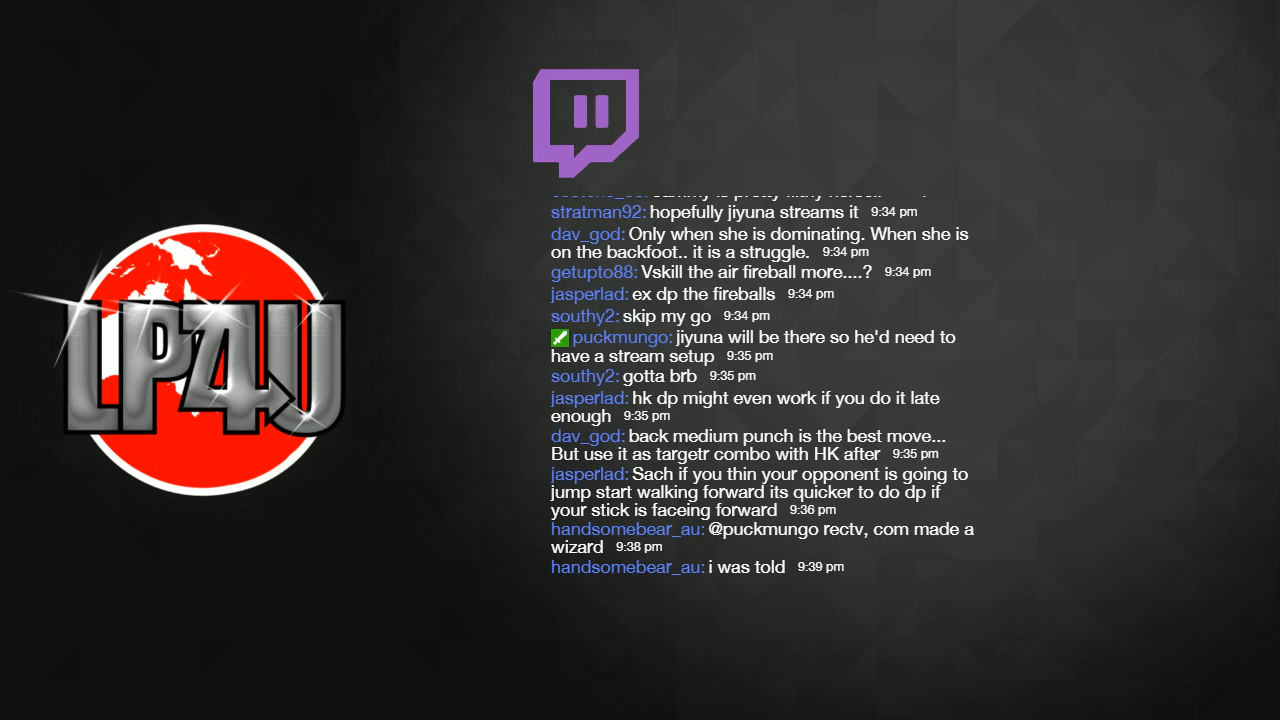 LP4U
stratman92: hopefully jiyuna streams it 9:34 pm
dav_god: Only when she is dominating. When she is
on the backfoot.. it is a struggle. 9:34 pm
getupto88: Vskill the air fireball more....? 9:34 pm
jasperlad: ex dp the fireballs 9:34 pm
southy2: skip my go 9:34 pm
puckmungo: jiyuna will be there so he'd need to
have a stream setup 9:35 pm
southy2: gotta brb 9:35 pm
jasperlad: hk dp might even work if you do it late
enough 9:35 pm
dav_god: back medium punch is the best move...
But use it as targetr combo with HK after 9:35 pm
jasperlad: Sach if you thin your opponent is going to
jump start walking forward its quicker to do dp if
your stick is faceing forward 9:36 pm
handsomebear_au: @puckmungo rectv, com made a
wizard 9:38 pm
handsomebear_au: i was told 9:39 pm